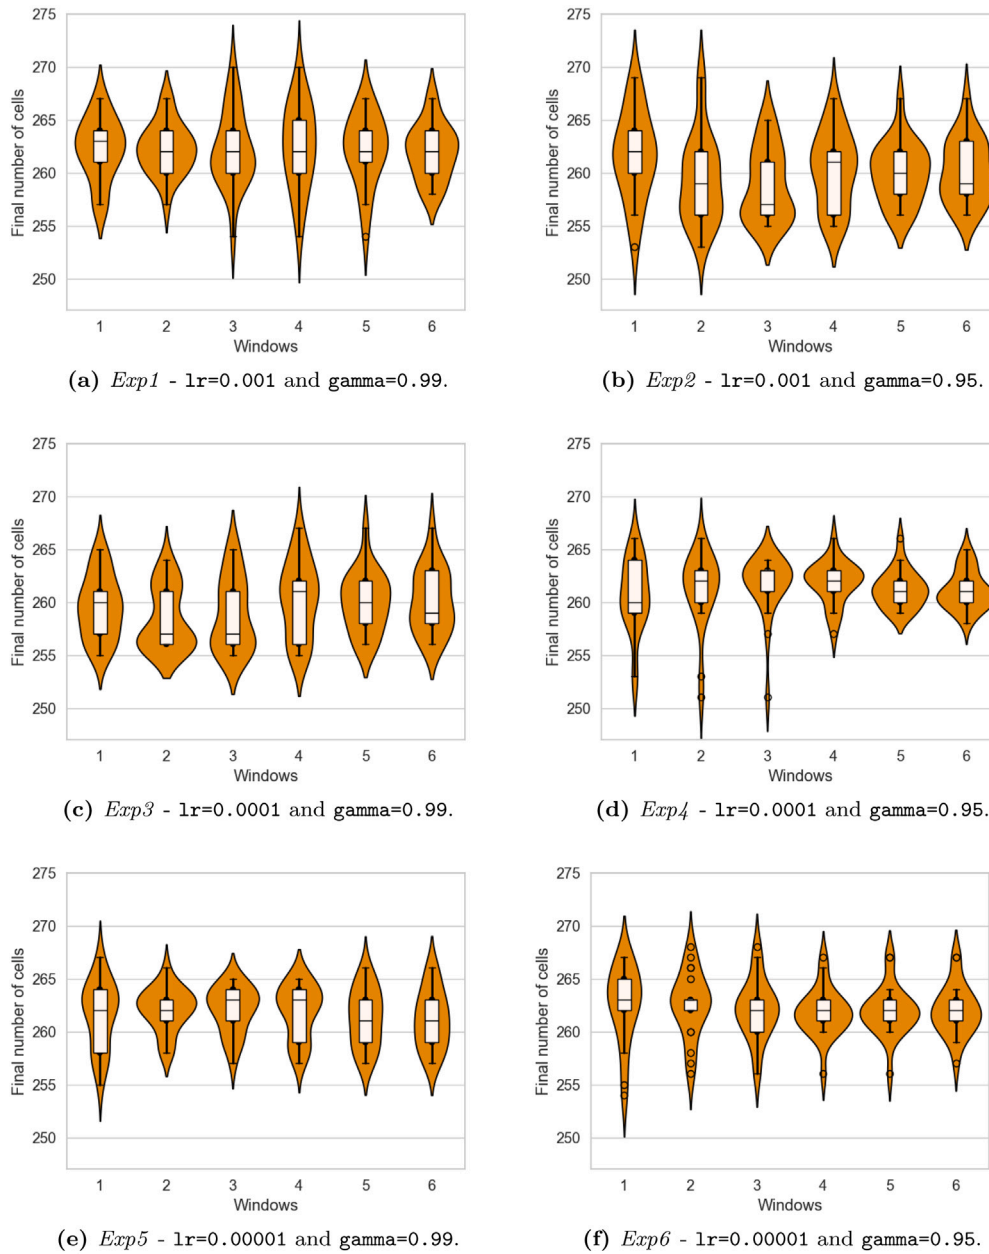 275
270
265
260
255
250
Final number of cells
1 2 3 4 5 6
Windows
(a) Exp1 - lr=0.001 and gamma=0.99.
275
270
265
260
255
250
Final number of cells
1 2 3 4 5 6
Windows
(b) Exp2 - lr=0.001 and gamma=0.95.
275
270
265
260
255
250
Final number of cells
1 2 3 4 5 6
Windows
(c) Exp3 - lr=0.0001 and gamma=0.99.
275
270
265
260
255
250
Final number of cells
1 2 3 4 5 6
Windows
(d) Exp4 - lr=0.0001 and gamma=0.95.
275
270
265
260
255
250
Final number of cells
1 2 3 4 5 6
Windows
(e) Exp5 - lr=0.00001 and gamma=0.99.
275
270
265
260
255
250
Final number of cells
1 2 3 4 5 6
Windows
(f) Exp6 - lr=0.00001 and gamma=0.95.